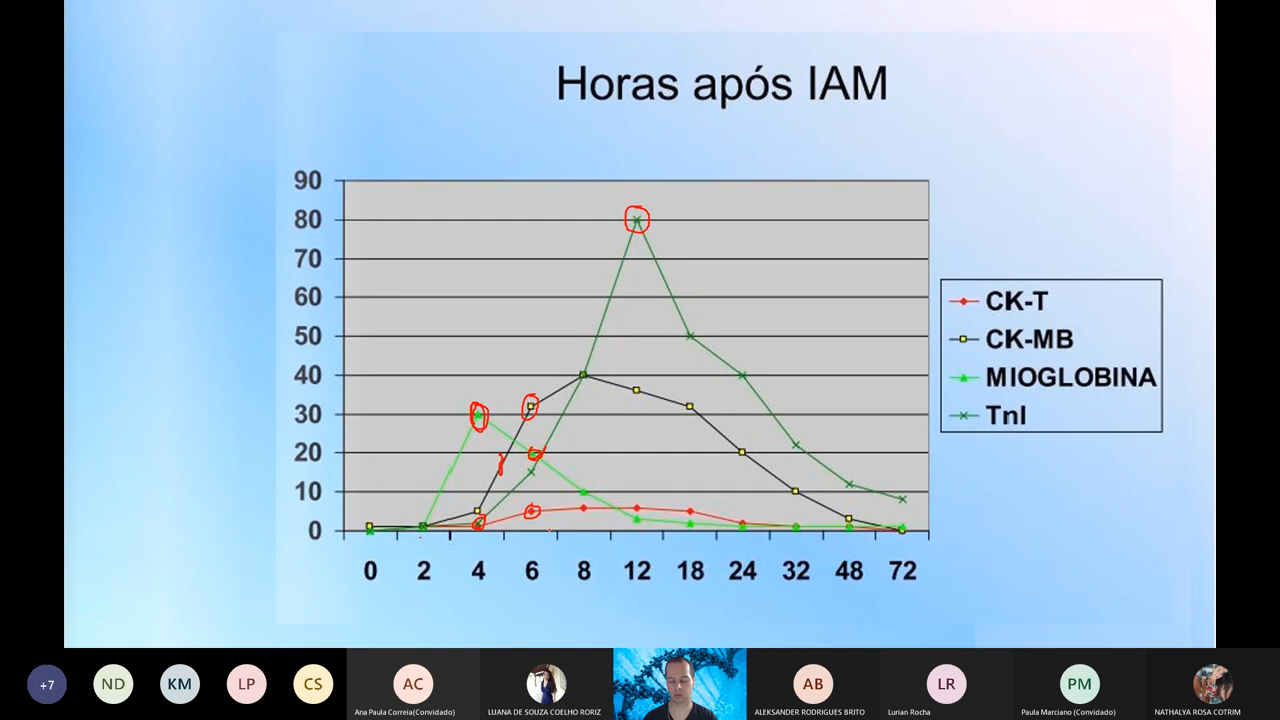 Horas após IAM
90
80
70
60
50
40
30
20
10
0
0 2 4 6 8 12 18 24 32 48 72
CK-T
CK-MB
MIOGLOBINA
TnI
+7 ND KM LP CS AC AB LR PM
Ana Paula Correia(Convidado) LUANA DE SOUZA COELHO RORIZ ALEKSANDER RODRIGUES BRITO Lurian Rocha Paula Marciano (Convidado) NATHALYA ROSA COTRIM